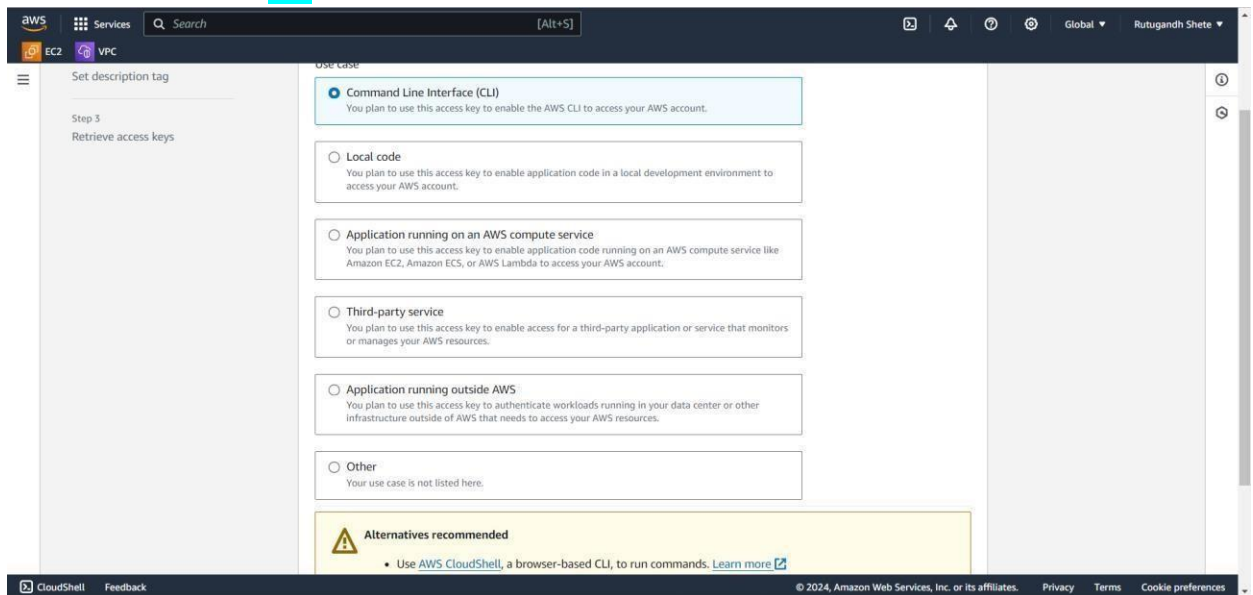 aws
Services
Search
[Alt+S]
Global
Rutugandh Shete
EC2
VPC
Set description tag
Step 3
Retrieve access keys
Use case
Command Line Interface (CLI)
You plan to use this access key to enable the AWS CLI to access your AWS account.
Local code
You plan to use this access key to enable application code in a local development environment to
access your AWS account.
Application running on an AWS compute service
You plan to use this access key to enable application code running on an AWS compute service like
Amazon EC2, Amazon ECS, or AWS Lambda to access your AWS account.
Third-party service
You plan to use this access key to enable access for a third-party application or service that monitors
or manages your AWS resources.
Application running outside AWS
You plan to use this access key to authenticate workloads running in your data center or other
infrastructure outside of AWS that needs to access your AWS resources.
Other
Your use case is not listed here.
Alternatives recommended
• Use AWS CloudShell, a browser-based CLI, to run commands. Learn more
CloudShell
Feedback
© 2024, Amazon Web Services, Inc. or its affiliates.
Privacy
Terms
Cookie preferences